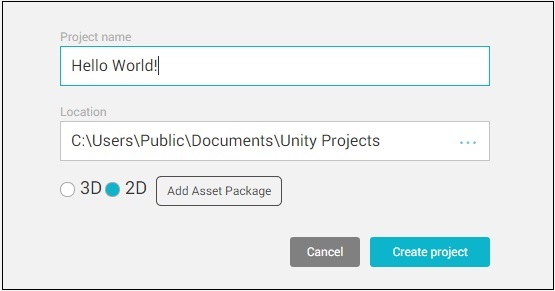 Project name
Hello World!
Location
C:\Users\Public\Documents\Unity Projects ...
3D 2D Add Asset Package
Cancel Create project